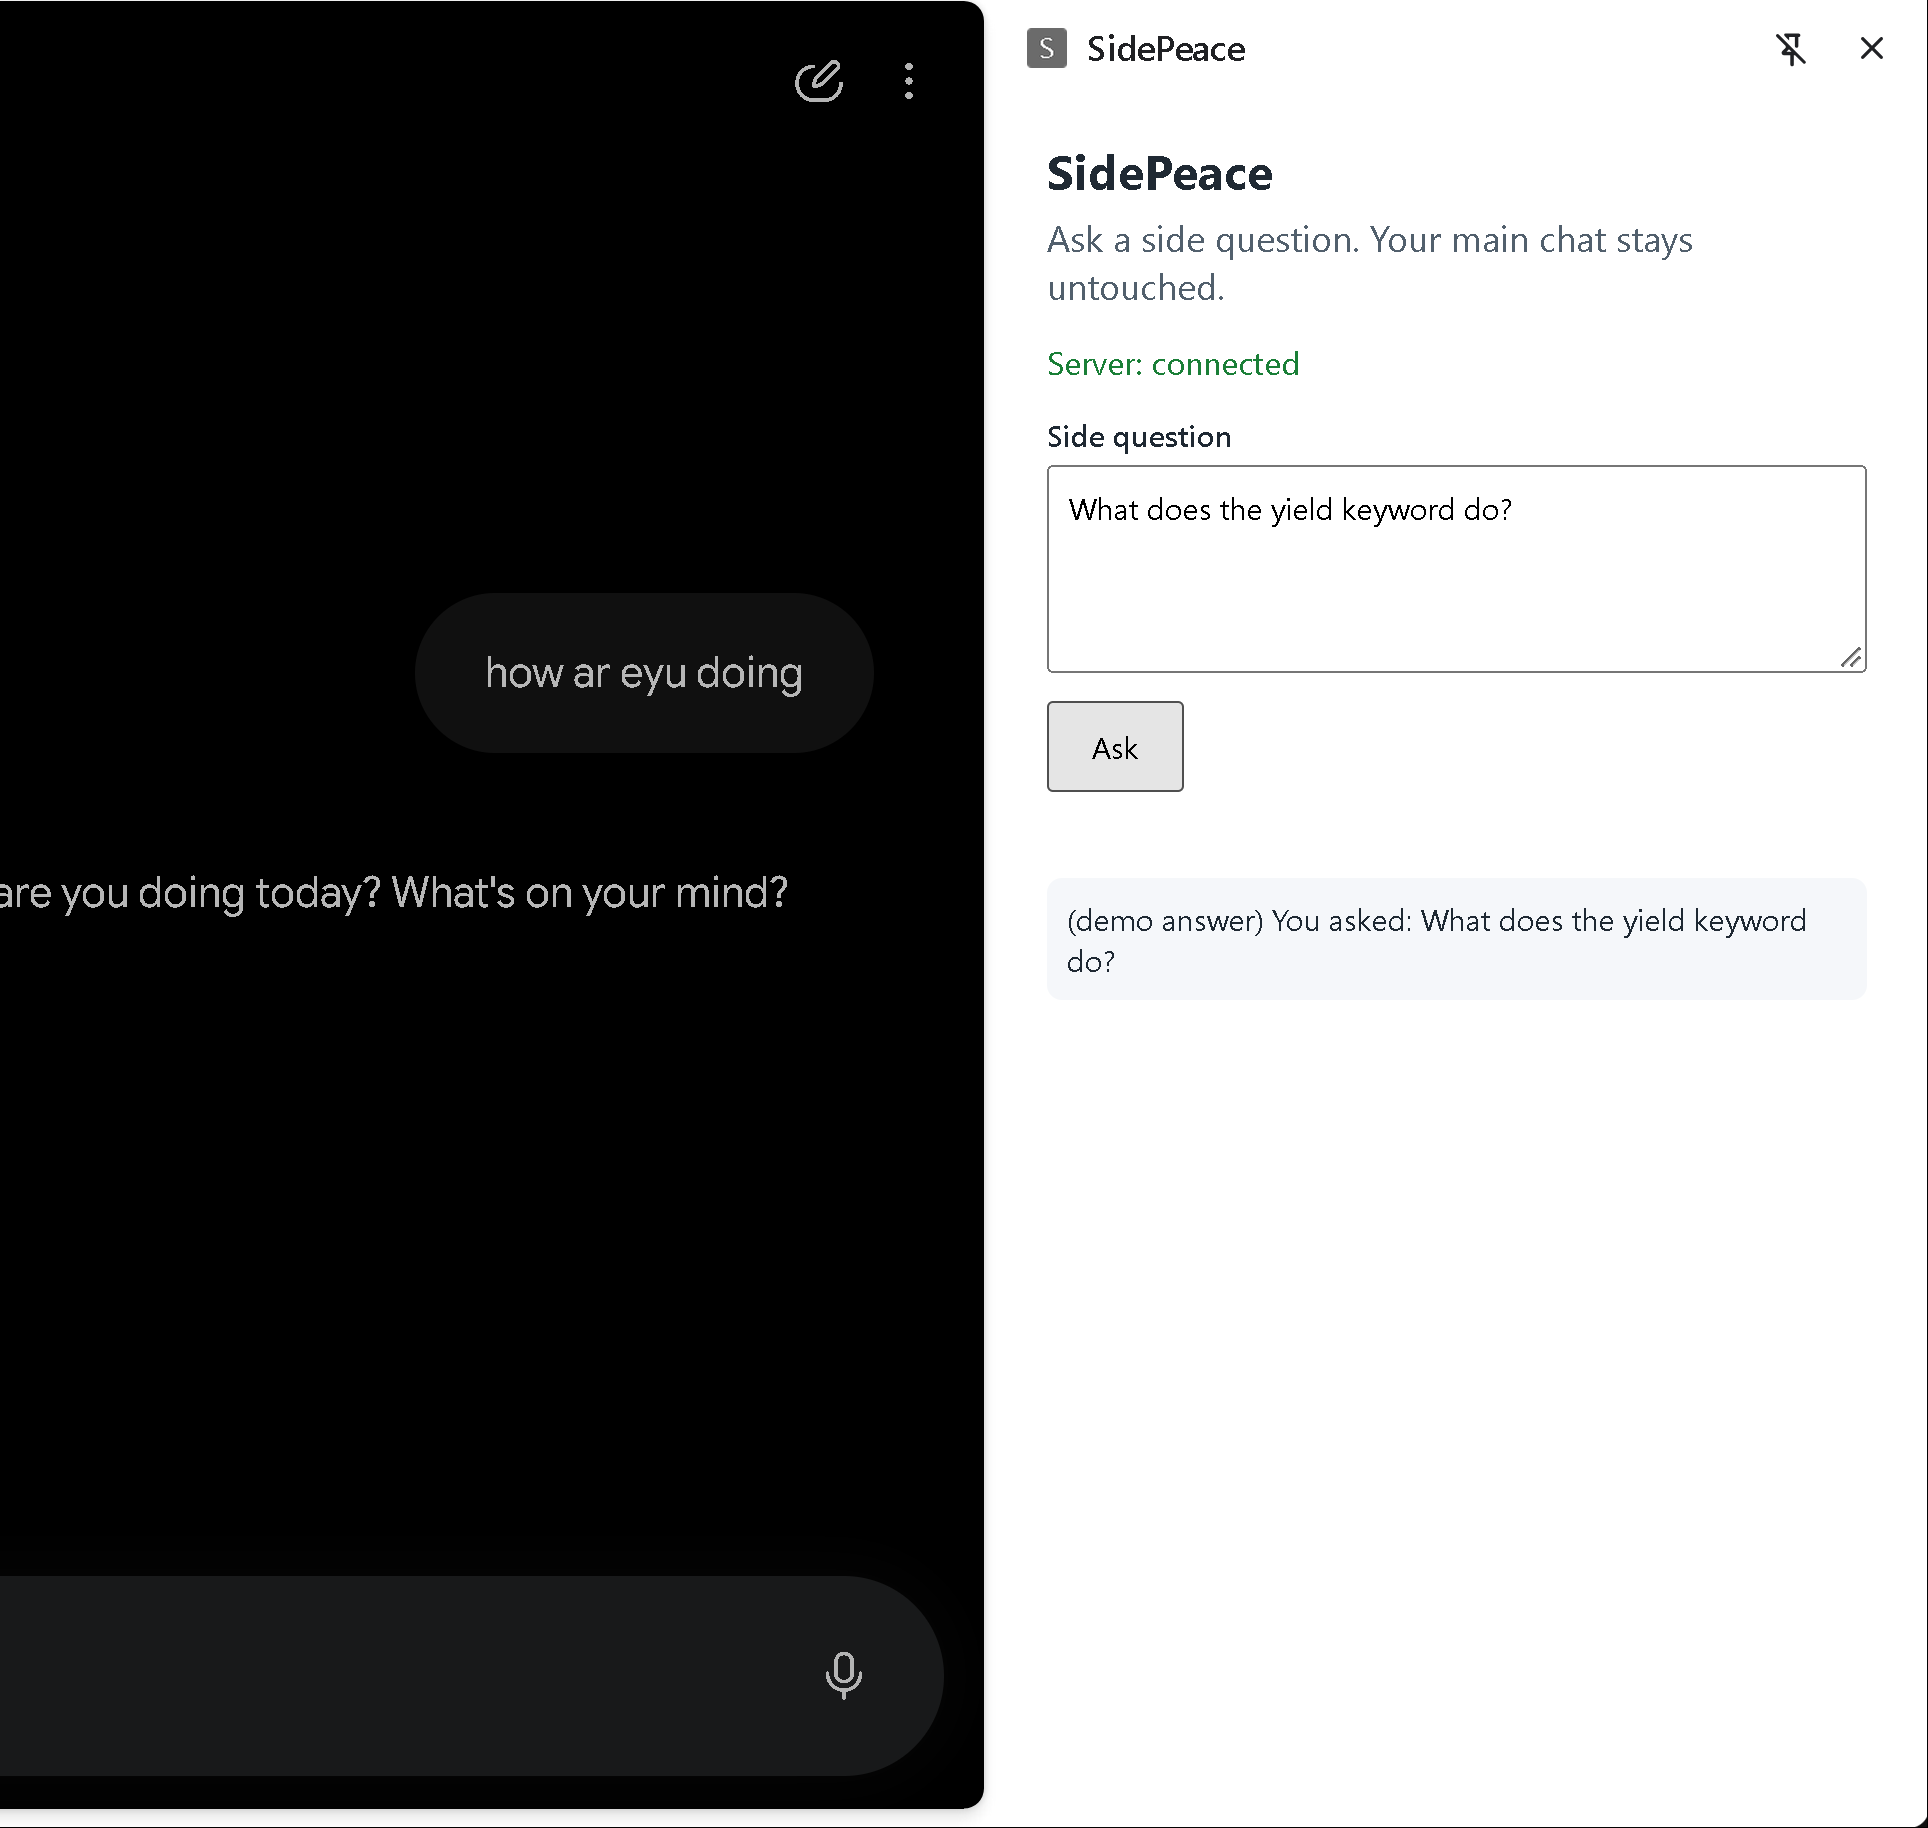 how ar eyu doing
are you doing today? What's on your mind?
S SidePeace
SidePeace
Ask a side question. Your main chat stays
untouched.
Server: connected
Side question
What does the yield keyword do?
Ask
(demo answer) You asked: What does the yield keyword
do?